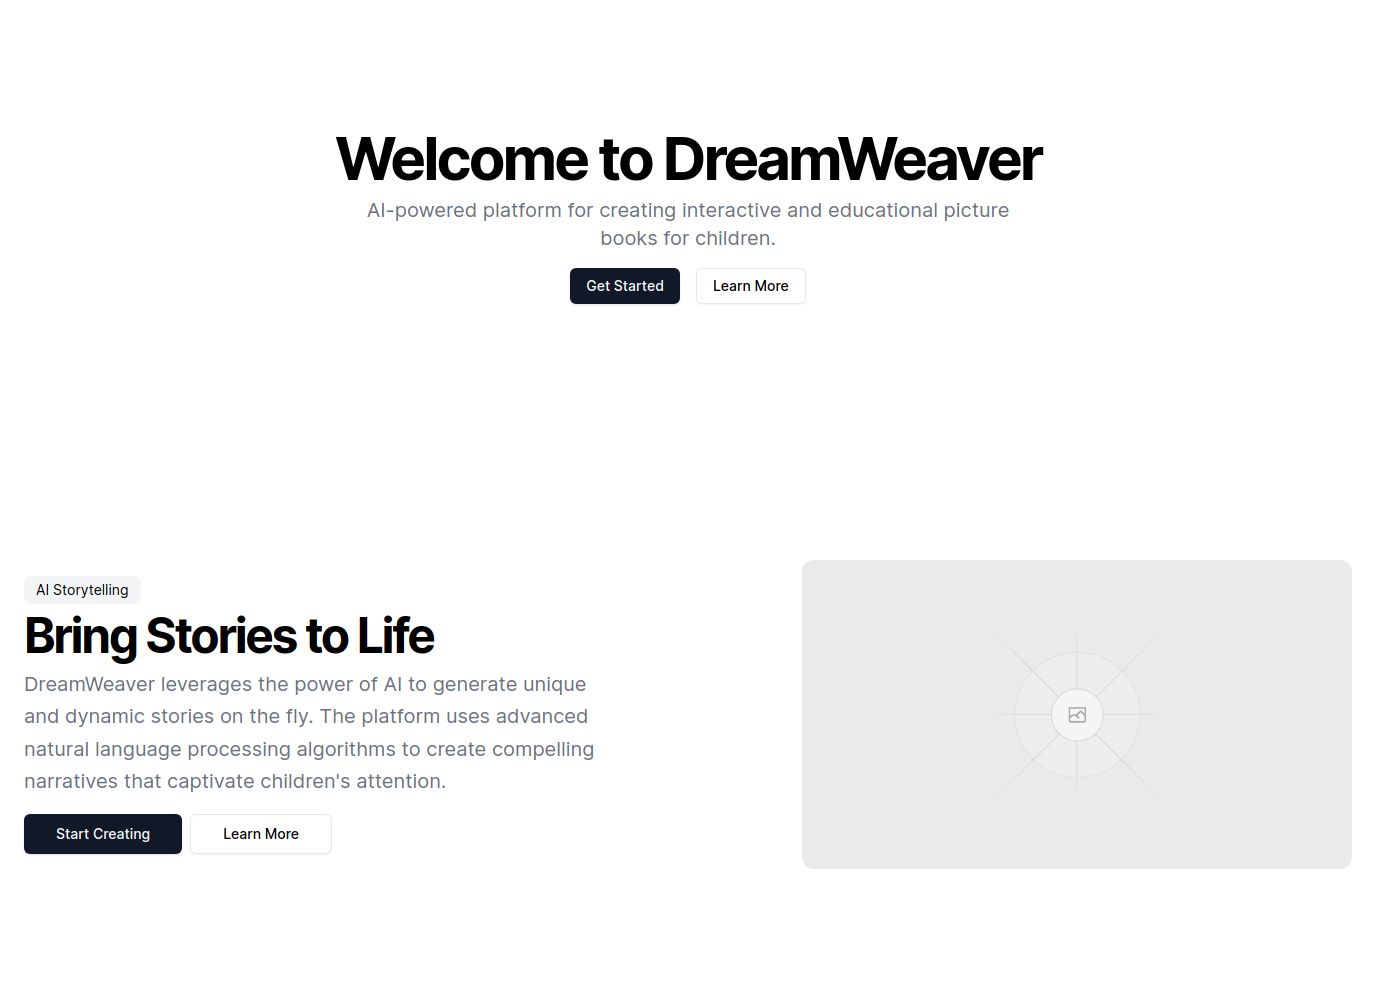 Welcome to DreamWeaver
AI-powered platform for creating interactive and educational picture
books for children.
Get Started
Learn More
AI Storytelling
Bring Stories to Life
DreamWeaver leverages the power of AI to generate unique
and dynamic stories on the fly. The platform uses advanced
natural language processing algorithms to create compelling
narratives that captivate children's attention.
Start Creating
Learn More